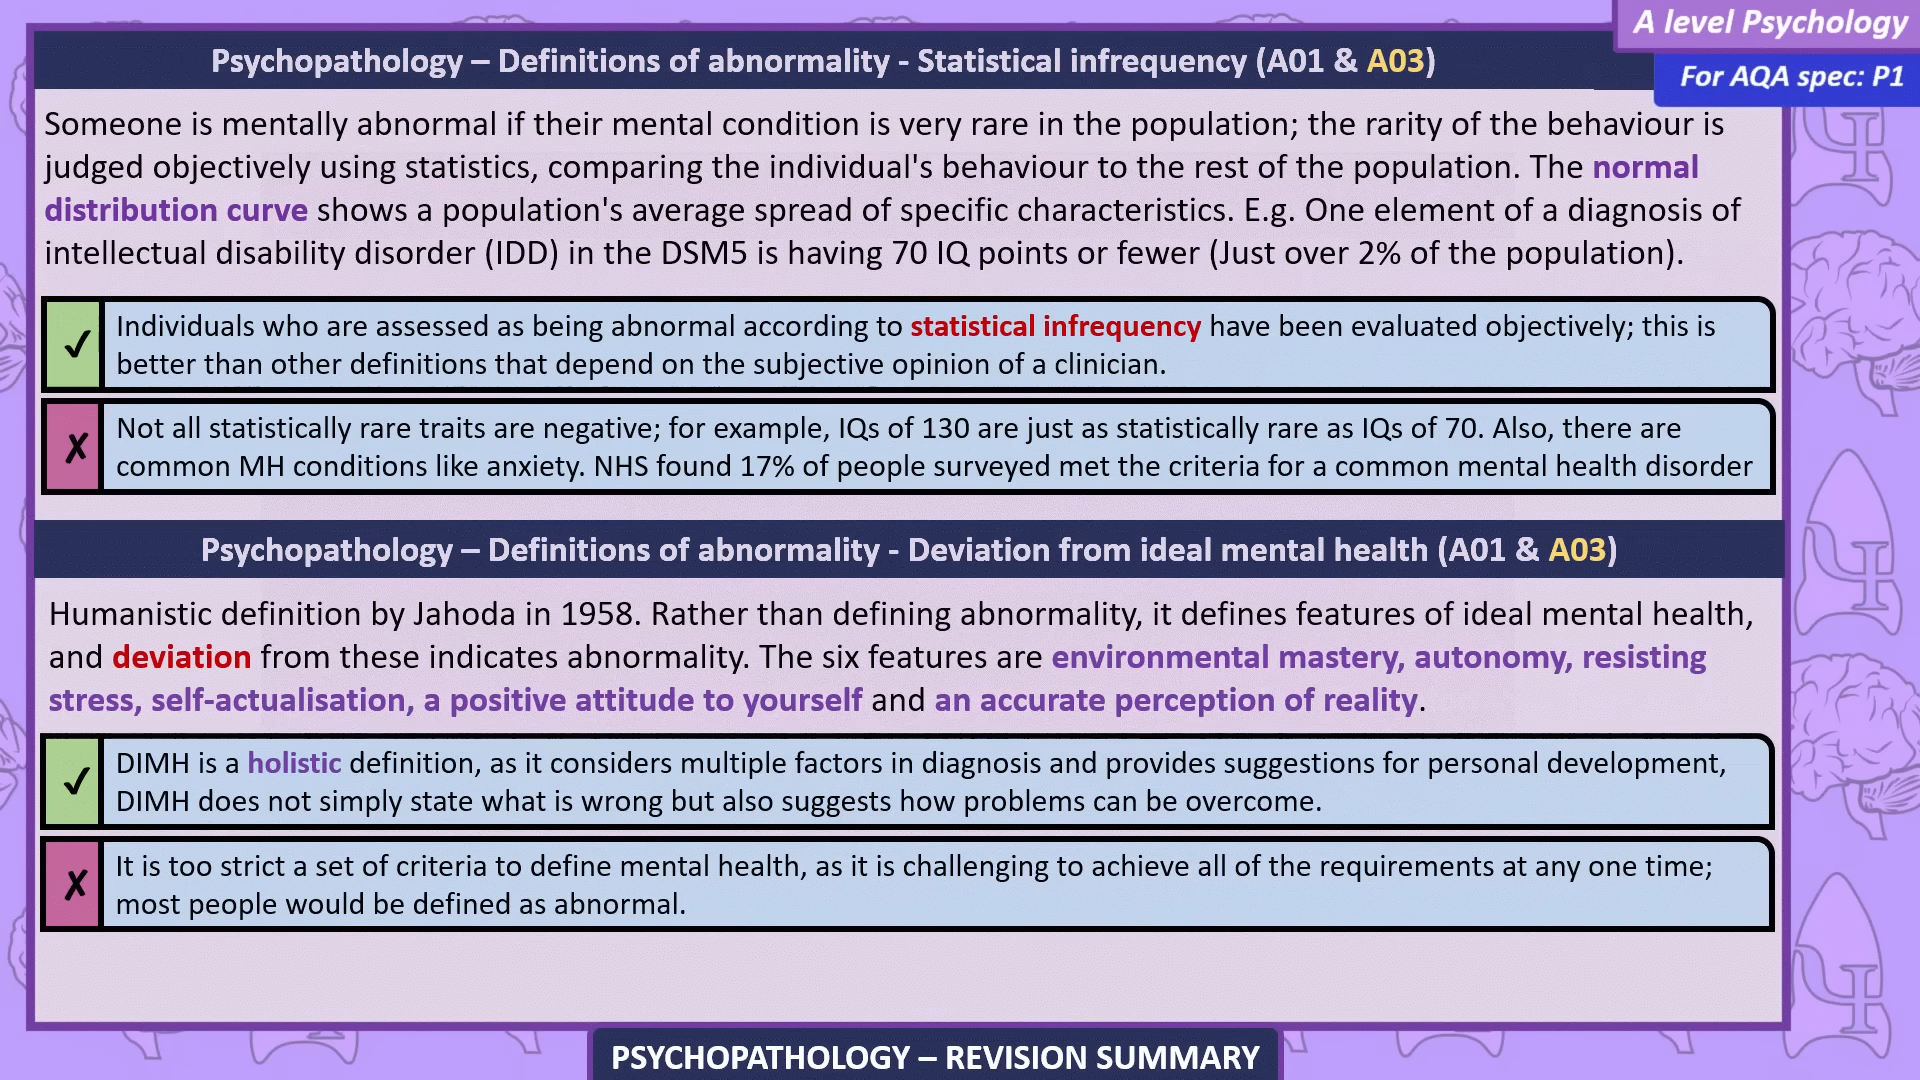 A level Psychology
For AQA spec: P1
Psychopathology – Definitions of abnormality - Statistical infrequency (A01 & A03)
Someone is mentally abnormal if their mental condition is very rare in the population; the rarity of the behaviour is
judged objectively using statistics, comparing the individual's behaviour to the rest of the population. The normal
distribution curve shows a population's average spread of specific characteristics. E.g. One element of a diagnosis of
intellectual disability disorder (IDD) in the DSM5 is having 70 IQ points or fewer (Just over 2% of the population).
✓ Individuals who are assessed as being abnormal according to statistical infrequency have been evaluated objectively; this is
better than other definitions that depend on the subjective opinion of a clinician.
✗ Not all statistically rare traits are negative; for example, IQs of 130 are just as statistically rare as IQs of 70. Also, there are
common MH conditions like anxiety. NHS found 17% of people surveyed met the criteria for a common mental health disorder
Psychopathology – Definitions of abnormality - Deviation from ideal mental health (A01 & A03)
Humanistic definition by Jahoda in 1958. Rather than defining abnormality, it defines features of ideal mental health,
and deviation from these indicates abnormality. The six features are environmental mastery, autonomy, resisting
stress, self-actualisation, a positive attitude to yourself and an accurate perception of reality.
✓ DIMH is a holistic definition, as it considers multiple factors in diagnosis and provides suggestions for personal development,
DIMH does not simply state what is wrong but also suggests how problems can be overcome.
✗ It is too strict a set of criteria to define mental health, as it is challenging to achieve all of the requirements at any one time;
most people would be defined as abnormal.
PSYCHOPATHOLOGY – REVISION SUMMARY